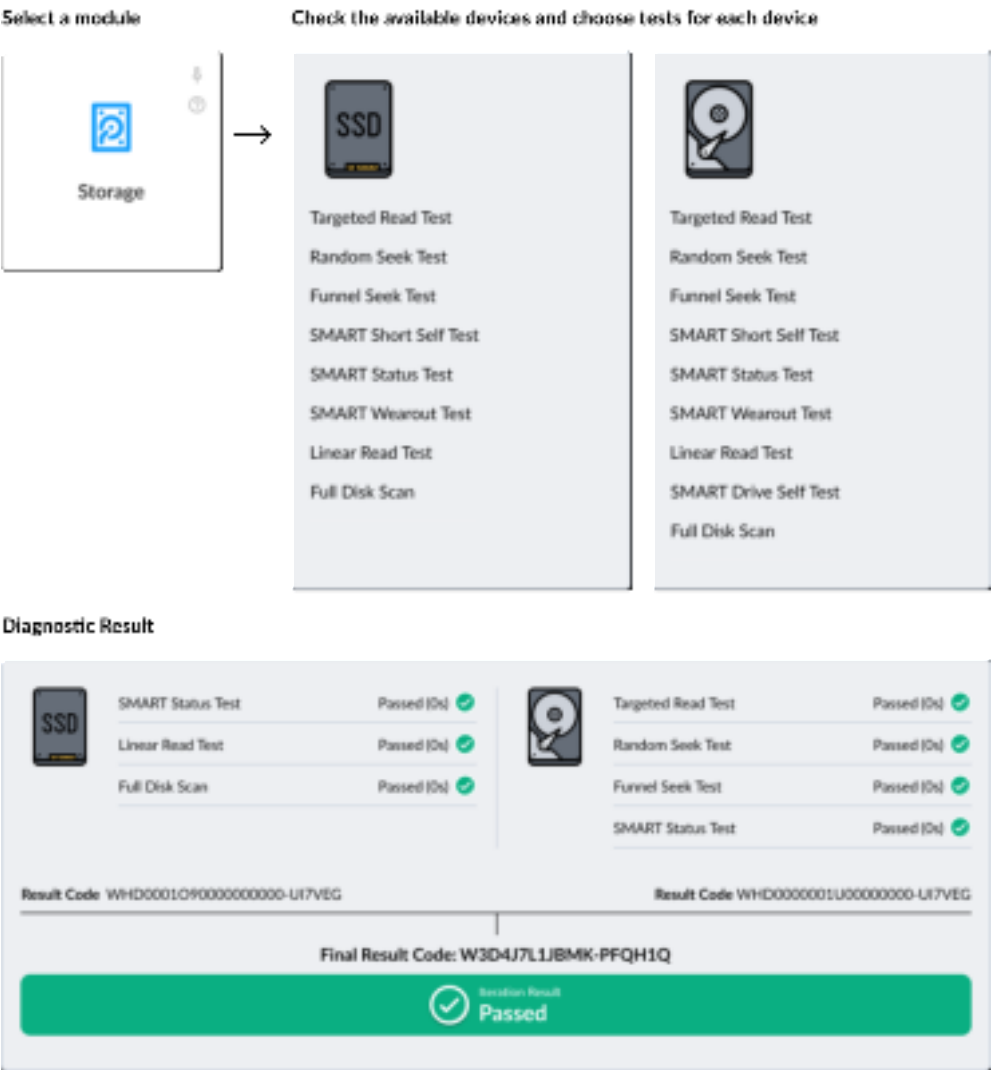 Select a module
Check the available devices and choose tests for each device
Storage
SSD
Targeted Read Test
Random Seek Test
Funnel Seek Test
SMART Short Self Test
SMART Status Test
SMART Wearout Test
Linear Read Test
Full Disk Scan
Targeted Read Test
Random Seek Test
Funnel Seek Test
SMART Short Self Test
SMART Status Test
SMART Wearout Test
Linear Read Test
SMART Drive Self Test
Full Disk Scan
Diagnostic Result
SSD
SMART Status Test Passed (0s)
Linear Read Test Passed (0s)
Full Disk Scan Passed (0s)
Targeted Read Test Passed (0s)
Random Seek Test Passed (0s)
Funnel Seek Test Passed (0s)
SMART Status Test Passed (0s)
Result Code
Result Code
Final Result Code: W3D4J7L1JBMK-PFQH1Q
Iteration Result
Passed